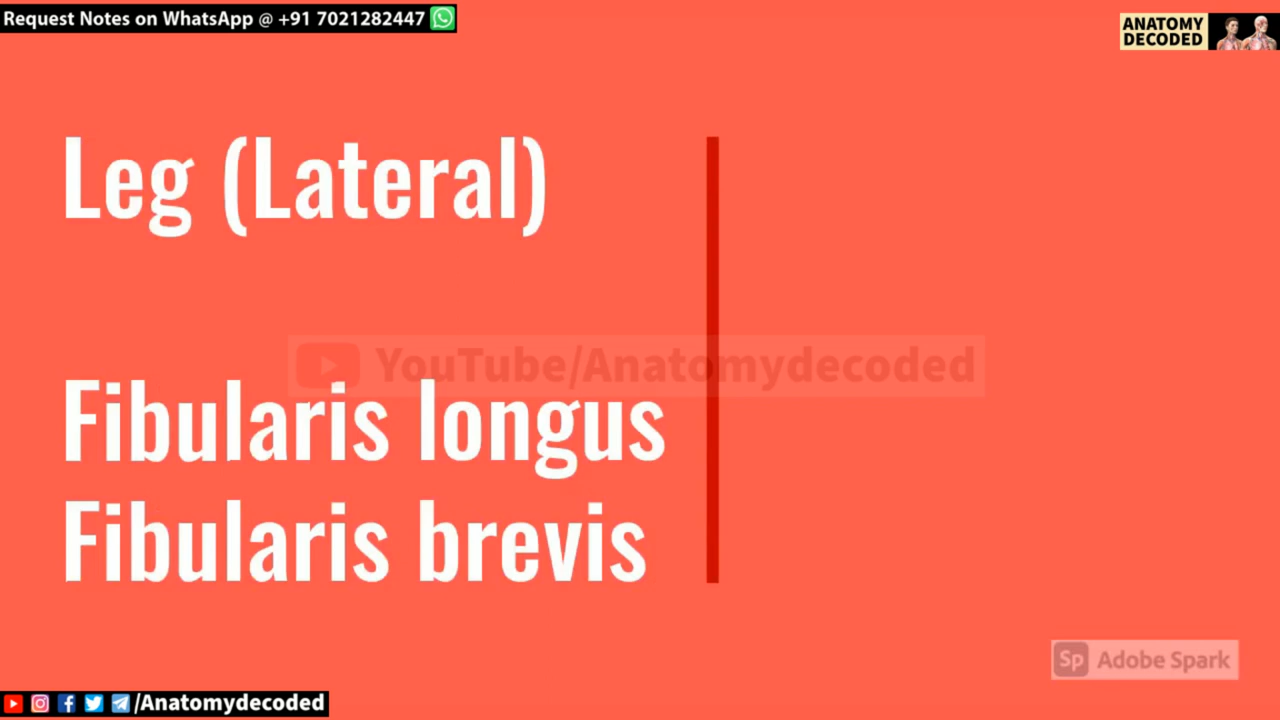 Request Notes on WhatsApp @ +91 7021282447
ANATOMY
DECODED
Leg (Lateral)
YouTube/Anatomydecoded
Fibularis longus
Fibularis brevis
Sp Adobe Spark
/Anatomydecoded